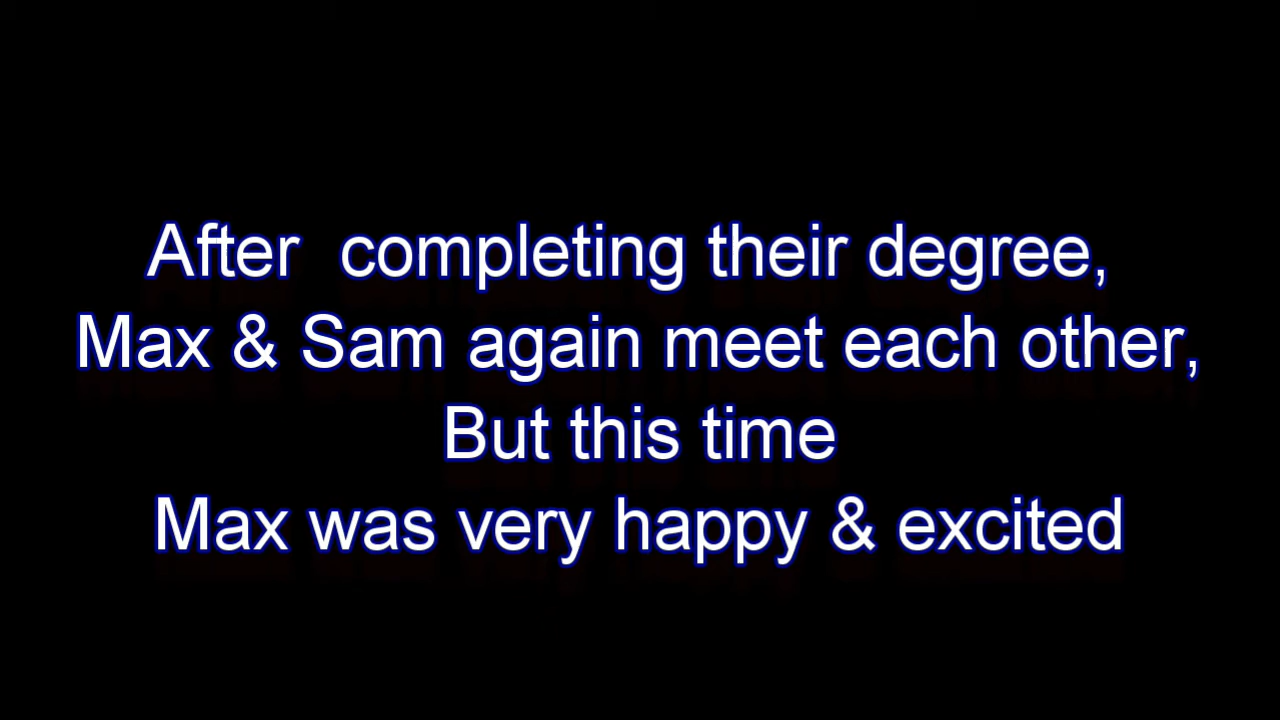 After  completing their degree,
Max & Sam again meet each other,
But this time
Max was very happy & excited